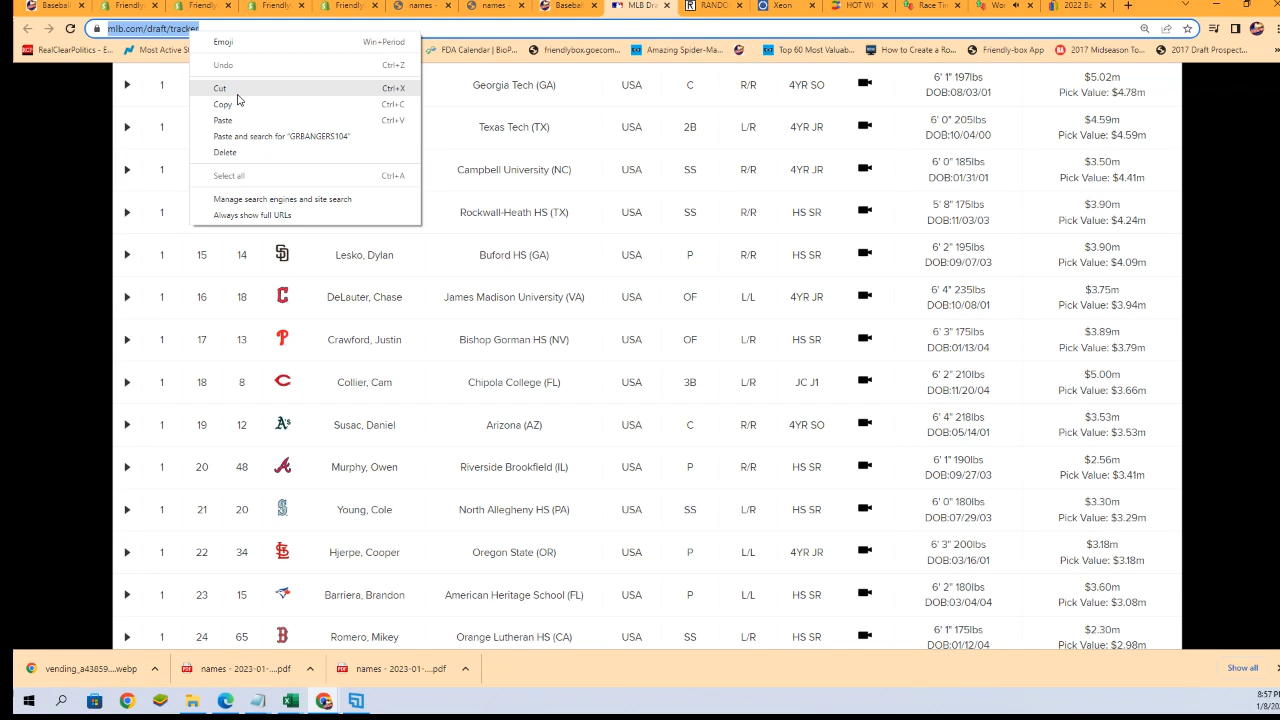 Baseball
Friendly
Friendly
Friendly
Friendly
names -
names -
Baseball
MLB Dra
RANDO
Xeon
HOT W
Race Tim
Wo
2022 Bo
mlb.com/draft/tracker
RealClearPolitics - E...
Most Active St
FDA Calendar | BioP...
friendlybox.goecom...
Amazing Spider-Ma...
Top 60 Most Valuab...
How to Create a Ro...
Friendly-box App
2017 Midseason To...
2017 Draft Prospect...
Emoji Win+Period
Undo Ctrl+Z
Cut Ctrl+X
Copy Ctrl+C
Paste Ctrl+V
Paste and search for "GRBANGERS104"
Delete
Select all Ctrl+A
Manage search engines and site search
Always show full URLs
1 Georgia Tech (GA) USA C R/R 4YR SO 6' 1" 197lbs $5.02m
DOB:08/03/01 Pick Value: $4.78m
1 Texas Tech (TX) USA 2B L/R 4YR JR 6' 0" 205lbs $4.59m
DOB:10/04/00 Pick Value: $4.59m
1 Campbell University (NC) USA SS L/R 4YR JR 6' 0" 185lbs $3.50m
DOB:01/31/01 Pick Value: $4.41m
1 Rockwall-Heath HS (TX) USA SS R/R HS SR 5' 8" 175lbs $3.90m
DOB:11/03/03 Pick Value: $4.24m
1 15 14 Lesko, Dylan Buford HS (GA) USA P R/R HS SR 6' 2" 195lbs $3.90m
DOB:09/07/03 Pick Value: $4.09m
1 16 18 DeLauter, Chase James Madison University (VA) USA OF L/L 4YR JR 6' 4" 235lbs $3.75m
DOB:10/08/01 Pick Value: $3.94m
1 17 13 Crawford, Justin Bishop Gorman HS (NV) USA OF L/R HS SR 6' 3" 175lbs $3.89m
DOB:01/13/04 Pick Value: $3.79m
1 18 8 Collier, Cam Chipola College (FL) USA 3B L/R JC J1 6' 2" 210lbs $5.00m
DOB:11/20/04 Pick Value: $3.66m
1 19 12 Susac, Daniel Arizona (AZ) USA C R/R 4YR SO 6' 4" 218lbs $3.53m
DOB:05/14/01 Pick Value: $3.53m
1 20 48 Murphy, Owen Riverside Brookfield (IL) USA P R/R HS SR 6' 1" 190lbs $2.56m
DOB:09/27/03 Pick Value: $3.41m
1 21 20 Young, Cole North Allegheny HS (PA) USA SS L/R HS SR 6' 0" 180lbs $3.30m
DOB:07/29/03 Pick Value: $3.29m
1 22 34 Hjerpe, Cooper Oregon State (OR) USA P L/L 4YR JR 6' 3" 200lbs $3.18m
DOB:03/16/01 Pick Value: $3.18m
1 23 15 Barriera, Brandon American Heritage School (FL) USA P L/L HS SR 6' 2" 180lbs $3.60m
DOB:03/04/04 Pick Value: $3.08m
1 24 65 Romero, Mikey Orange Lutheran HS (CA) USA SS L/R HS SR 6' 1" 175lbs $2.30m
DOB:01/12/04 Pick Value: $2.98m
vending_a43859....webp
names - 2023-01-....pdf
names - 2023-01-....pdf
Show all
8:57 P
1/8/20